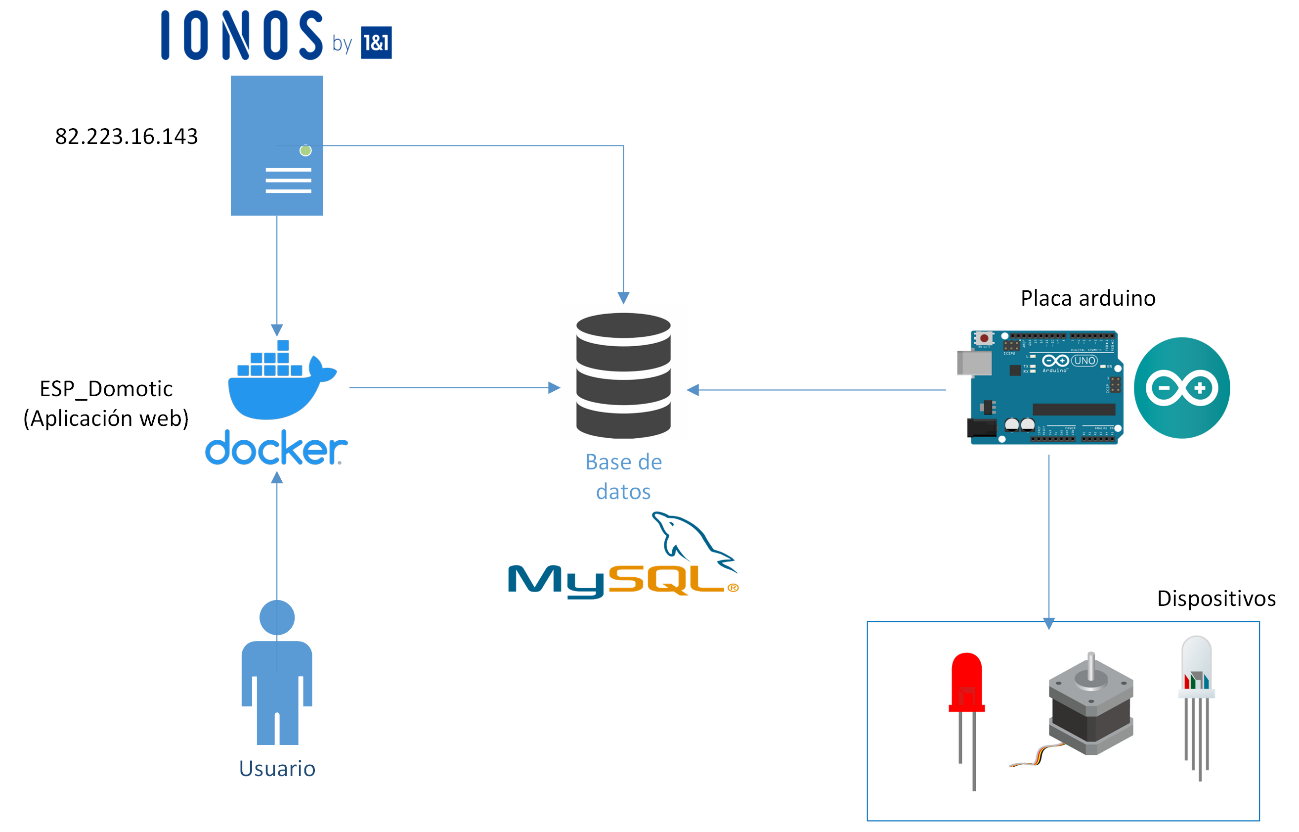 IONOS by 1&1
82.223.16.143
Placa arduino
UNO
Arduino
ESP_Domotic
(Aplicación web)
docker
Base de
datos
MySQL®
Dispositivos
Usuario